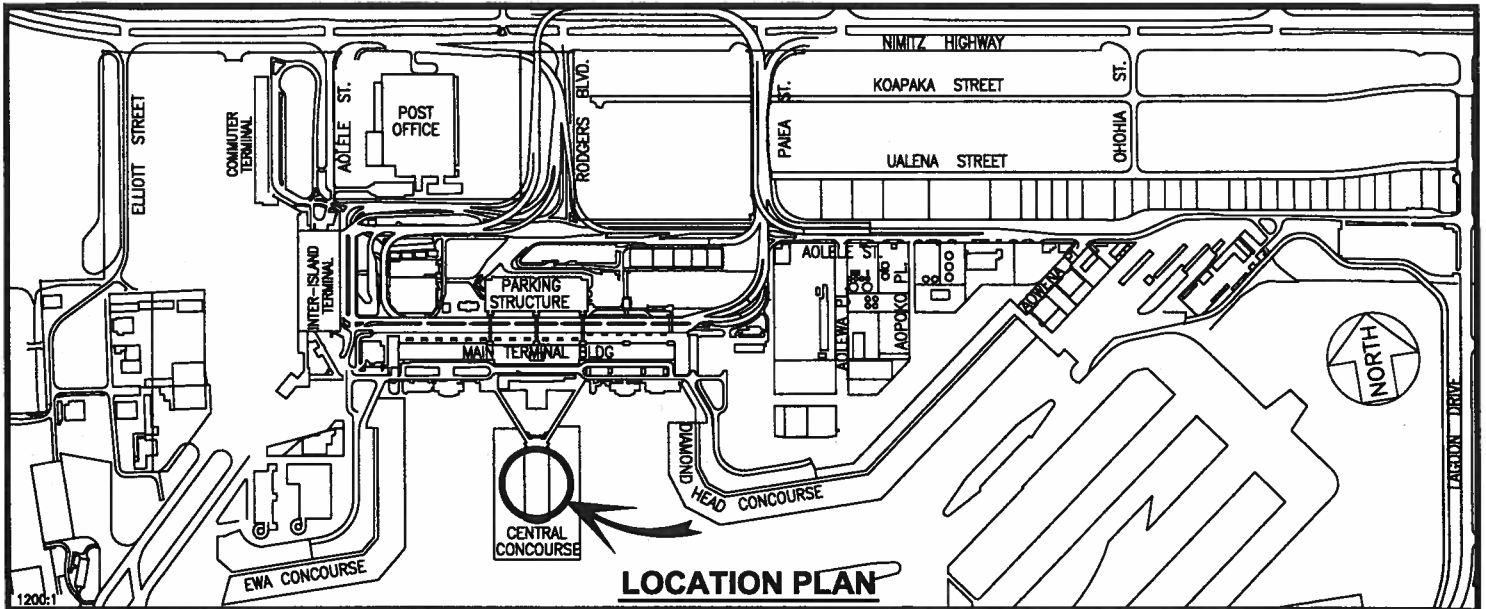 NIMITZ HIGHWAY
KOAPAKA STREET
UALENA STREET
OHOHIA ST.
PAIEA ST.
RODGERS BLVD.
POST
OFFICE
AOLELE ST.
COMMUTER
TERMINAL
ELLIOTT STREET
INTER-ISLAND
TERMINAL
PARKING
STRUCTURE
MAIN TERMINAL BLDG
AOLELE ST.
AOLEWA PL.
AOPOKO PL.
AOWENA
NORTH
LAGOON DRIVE
DIAMOND
HEAD CONCOURSE
CENTRAL
CONCOURSE
EWA CONCOURSE
LOCATION PLAN
1200:1